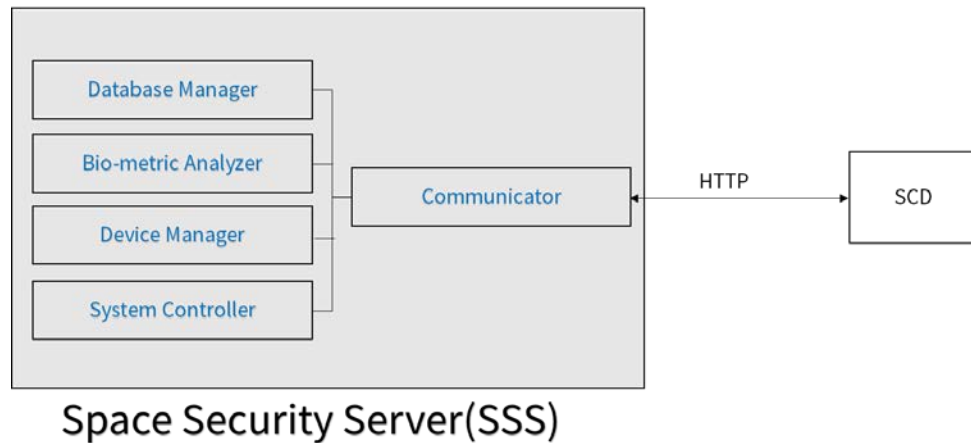 Database Manager
Bio-metric Analyzer
Device Manager
System Controller
Communicator
HTTP
SCD
Space Security Server(SSS)